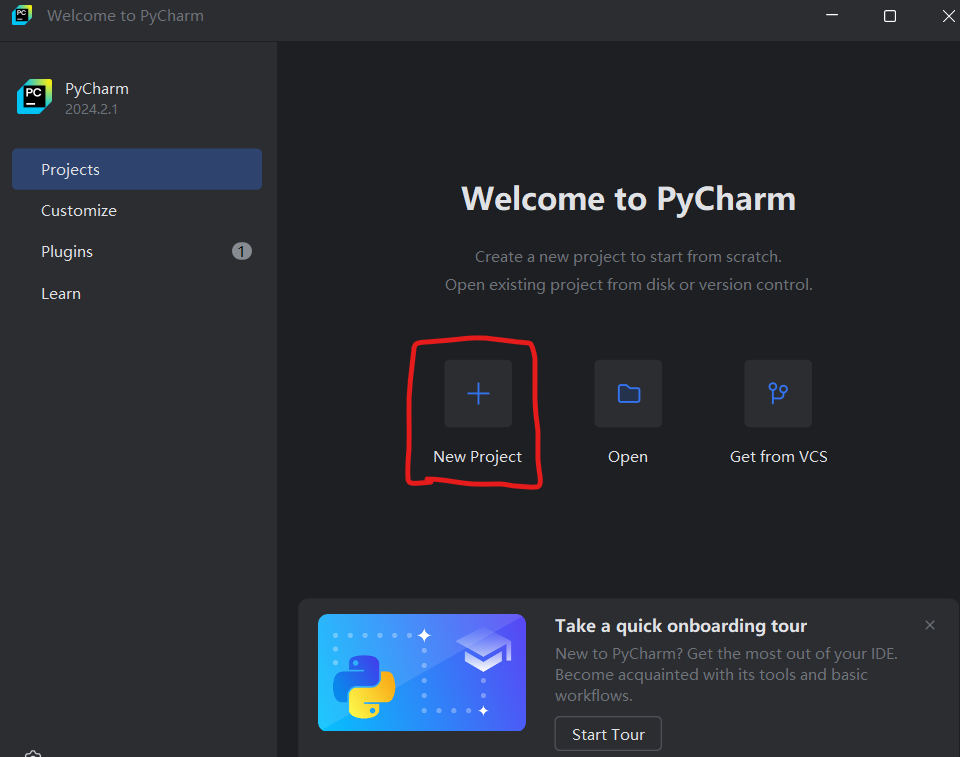 PC
Welcome to PyCharm
PC
PyCharm
2024.2.1
Projects
Customize
Plugins
1
Learn
Welcome to PyCharm
Create a new project to start from scratch.
Open existing project from disk or version control.
New Project
Open
Get from VCS
Take a quick onboarding tour
New to PyCharm? Get the most out of your IDE.
Become acquainted with its tools and basic
workflows.
Start Tour